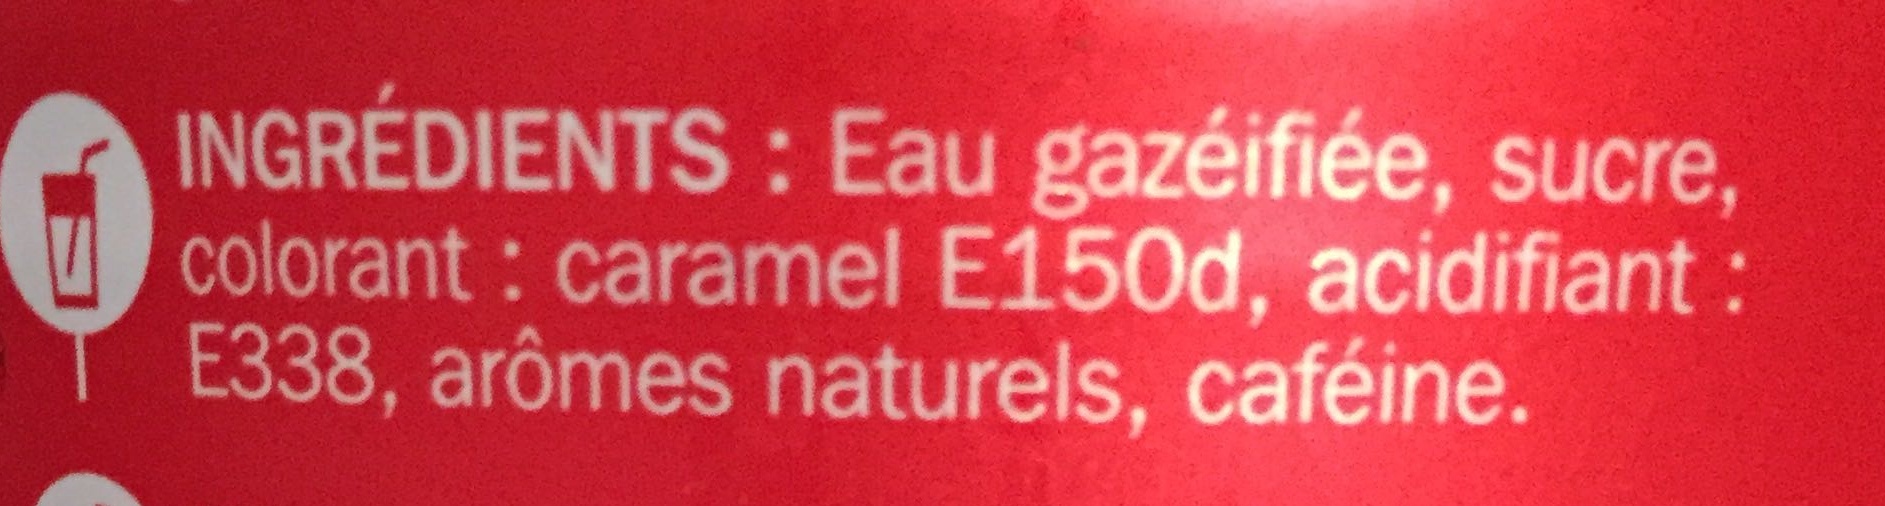 INGRÉDIENTS : Eau gazéifiée, sucre,
colorant : caramel E150d, acidifiant :
E338, arômes naturels, caféine.